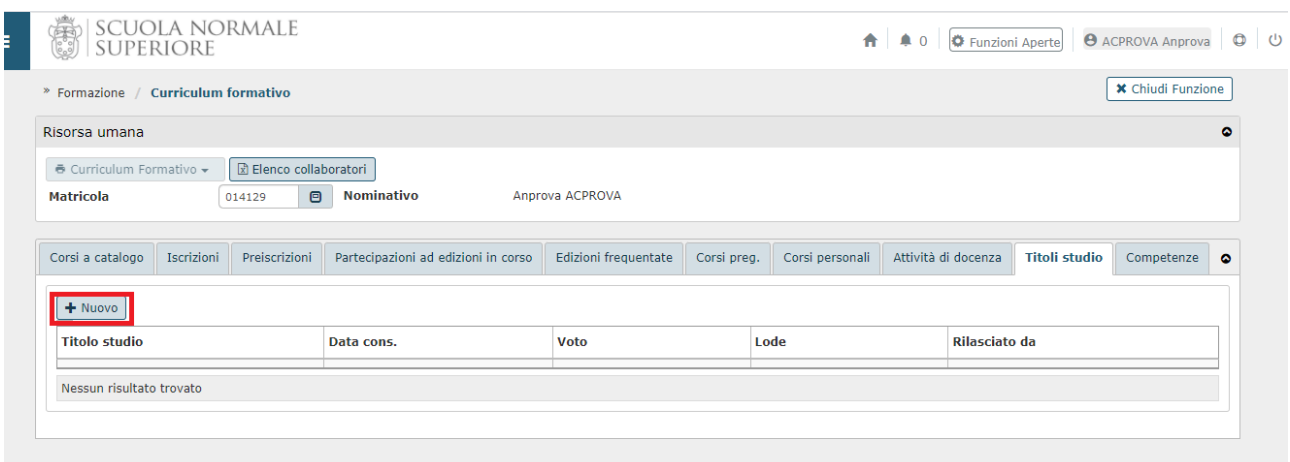 SCUOLA NORMALE
SUPERIORE
0 Funzioni Aperte ACPROVA Anprova
» Formazione / Curriculum formativo Chiudi Funzione
Risorsa umana
Curriculum Formativo Elenco collaboratori
Matricola 014129 Nominativo Anprova ACPROVA
Corsi a catalogo Iscrizioni Preiscrizioni Partecipazioni ad edizioni in corso Edizioni frequentate Corsi preg. Corsi personali Attività di docenza Titoli studio Competenze
+ Nuovo
Titolo studio Data cons. Voto Lode Rilasciato da
Nessun risultato trovato